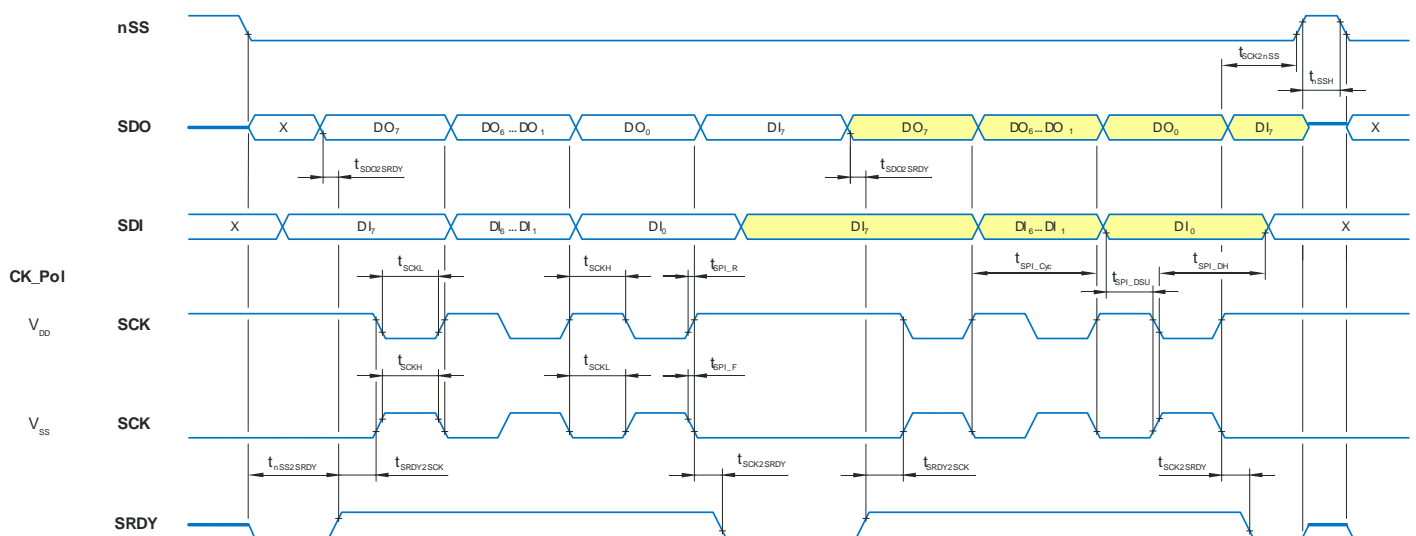 nSS
tSCK2nSS
tnSSH
SDO X DO7 DO6 ... DO1 DO0 DI7 DO7 DO6 ... DO1 DO0 DI7 X
tSDO2SRDY tSDO2SRDY
SDI X DI7 DI6 ... DI1 DI0 DI7 DI6 ... DI1 DI0 X
tSCKL tSCKH tSPI_R tSPI_Cyc tSPI_DSU tSPI_DH
CK_Pol
VDD SCK
tSCKH tSCKL tSPI_F
VSS SCK
tnSS2SRDY tSRDY2SCK tSCK2SRDY tSRDY2SCK tSCK2SRDY
SRDY